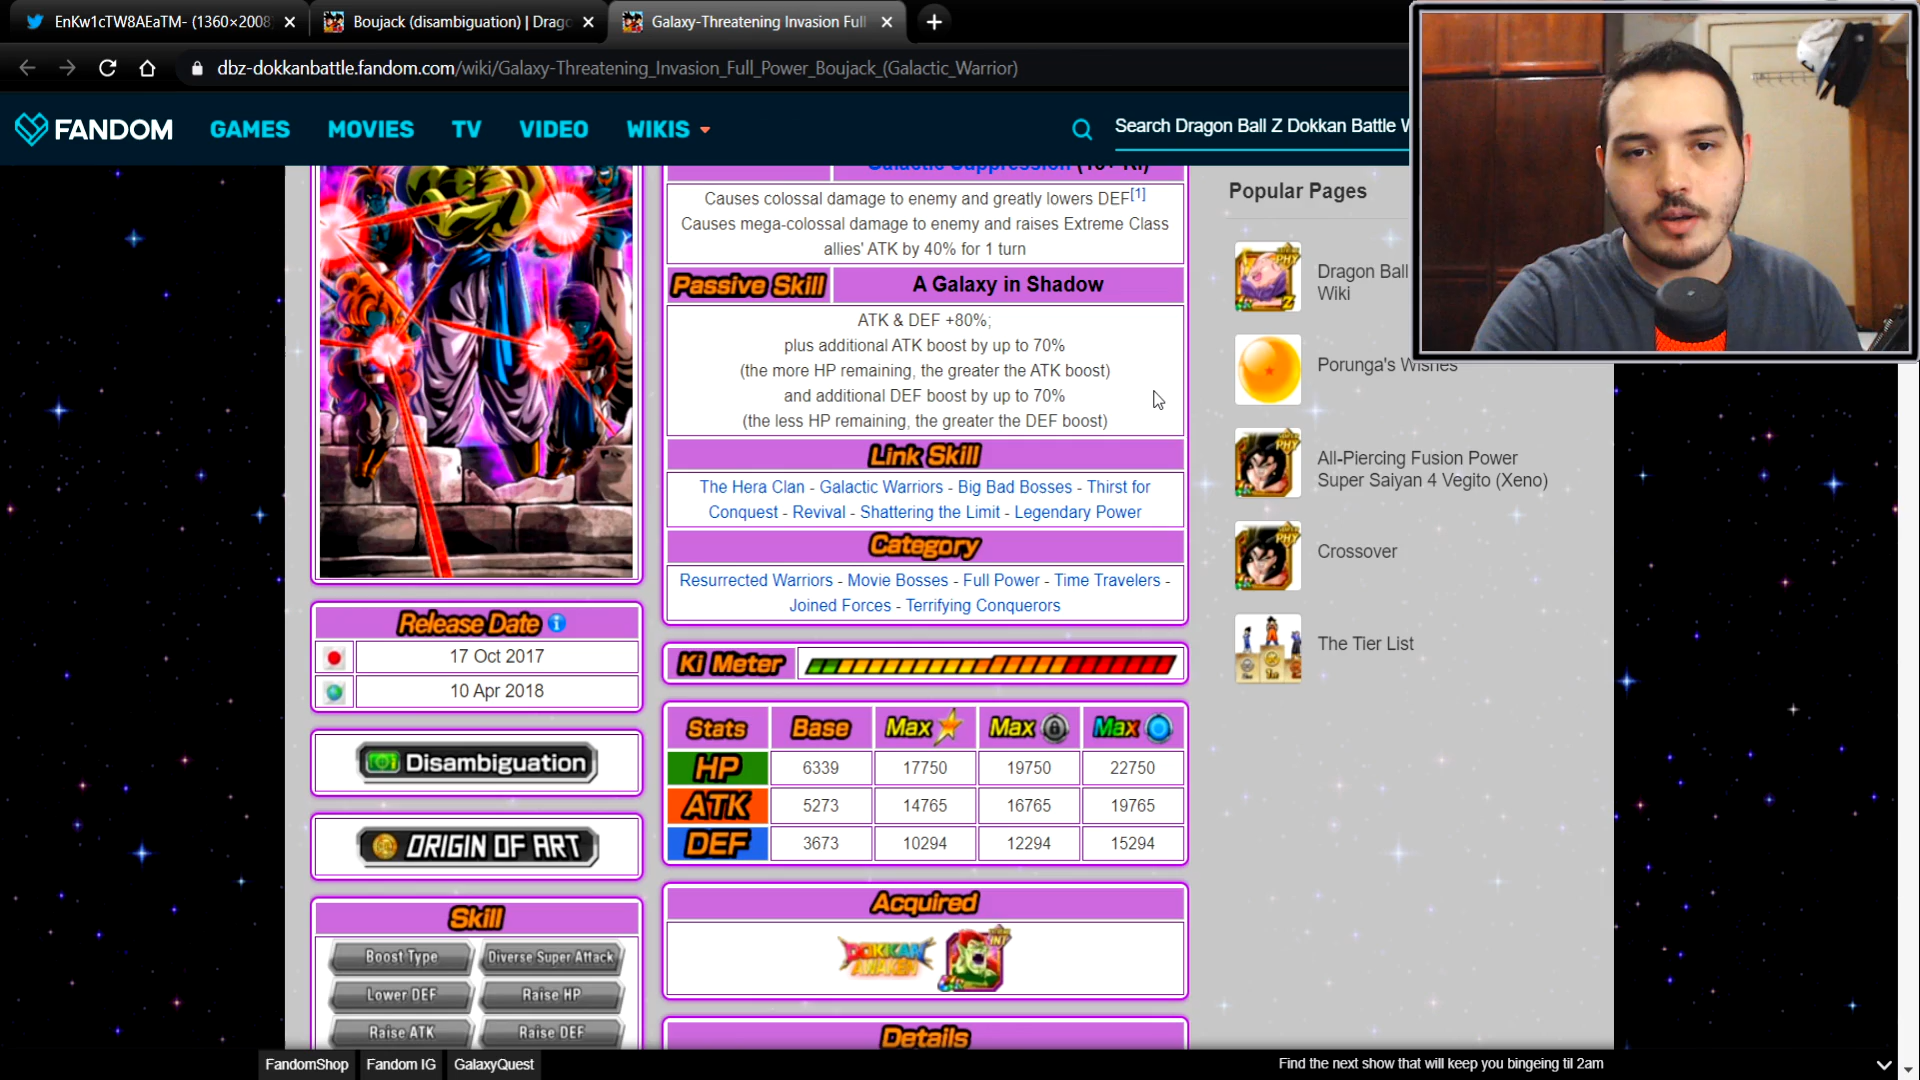 EnKw1cTW8AEaTM- (1360×2008)
Boujack (disambiguation) | Drago
Galaxy-Threatening Invasion Full
dbz-dokkanbattle.fandom.com/wiki/Galaxy-Threatening_Invasion_Full_Power_Boujack_(Galactic_Warrior)
FANDOM
GAMES
MOVIES
TV
VIDEO
WIKIS
Search Dragon Ball Z Dokkan Battle W
Causes colossal damage to enemy and greatly lowers DEF[1]
Causes mega-colossal damage to enemy and raises Extreme Class
allies' ATK by 40% for 1 turn
Passive Skill
A Galaxy in Shadow
ATK & DEF +80%;
plus additional ATK boost by up to 70%
(the more HP remaining, the greater the ATK boost)
and additional DEF boost by up to 70%
(the less HP remaining, the greater the DEF boost)
Link Skill
The Hera Clan - Galactic Warriors - Big Bad Bosses - Thirst for
Conquest - Revival - Shattering the Limit - Legendary Power
Category
Resurrected Warriors - Movie Bosses - Full Power - Time Travelers -
Joined Forces - Terrifying Conquerors
Ki Meter
Stats Base Max Max Max
HP 6339 17750 19750 22750
ATK 5273 14765 16765 19765
DEF 3673 10294 12294 15294
Acquired
DOKKAN
AWAKEN
Details
Release Date
17 Oct 2017
10 Apr 2018
Disambiguation
ORIGIN OF ART
Skill
Boost Type
Diverse Super Attack
Lower DEF
Raise HP
Raise ATK
Raise DEF
Popular Pages
Dragon Ball
Wiki
Porunga's Wishes
All-Piercing Fusion Power
Super Saiyan 4 Vegito (Xeno)
Crossover
The Tier List
FandomShop
Fandom IG
GalaxyQuest
Find the next show that will keep you bingeing til 2am